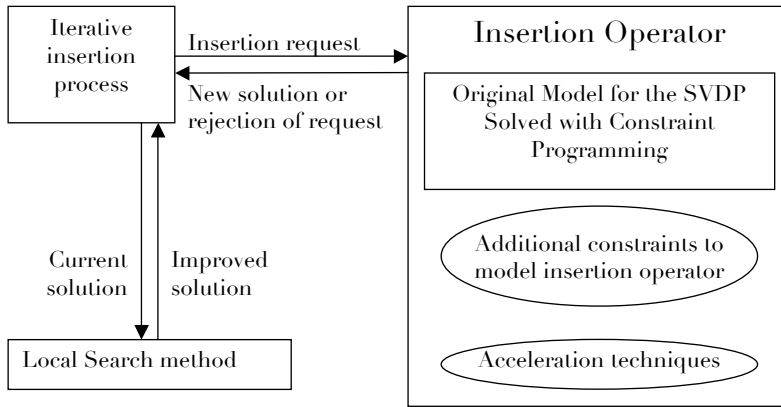 Iterative
insertion
process
Insertion request
New solution or
rejection of request
Insertion Operator
Original Model for the SVDP
Solved with Constraint
Programming
Additional constraints to
model insertion operator
Acceleration techniques
Current
solution
Improved
solution
Local Search method